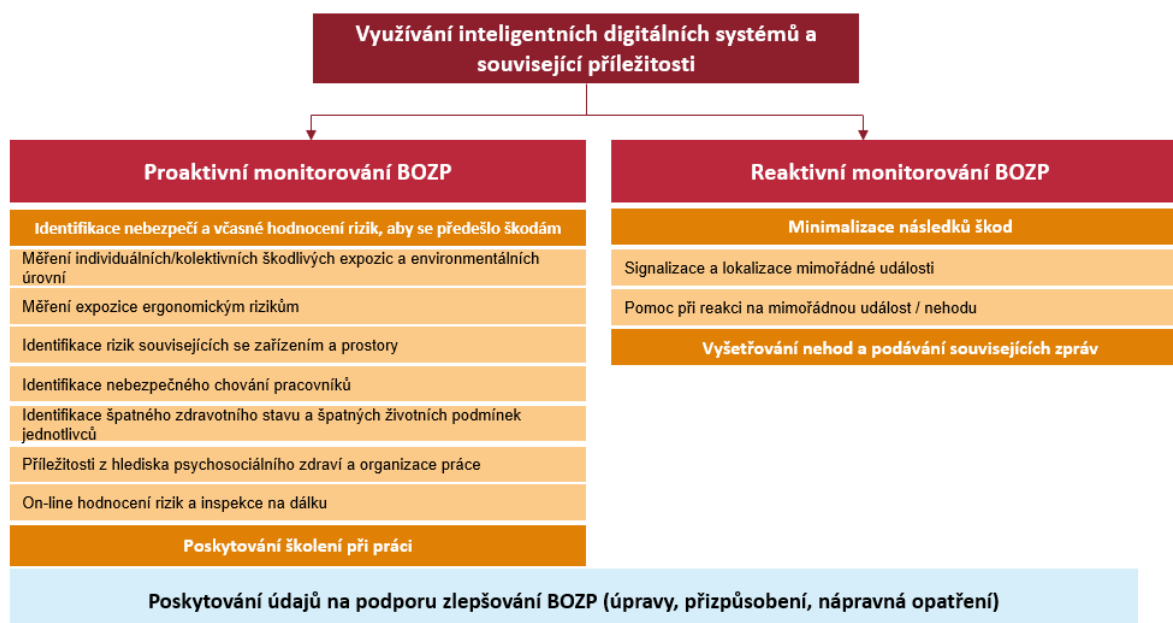 Využívání inteligentních digitálních systémů a
související příležitosti
Proaktivní monitorování BOZP
Identifikace nebezpečí a včasné hodnocení rizik, aby se předešlo škodám
Měření individuálních/kolektivních škodlivých expozic a environmentálních
úrovní
Měření expozice ergonomickým rizikům
Identifikace rizik souvisejících se zařízením a prostory
Identifikace nebezpečného chování pracovníků
Identifikace špatného zdravotního stavu a špatných životních podmínek
jednotlivců
Příležitosti z hlediska psychosociálního zdraví a organizace práce
On-line hodnocení rizik a inspekce na dálku
Poskytování školení při práci
Reaktivní monitorování BOZP
Minimalizace následků škod
Signalizace a lokalizace mimořádné události
Pomoc při reakci na mimořádnou událost / nehodu
Vyšetřování nehod a podávání souvisejících zpráv
Poskytování údajů na podporu zlepšování BOZP (úpravy, přizpůsobení, nápravná opatření)